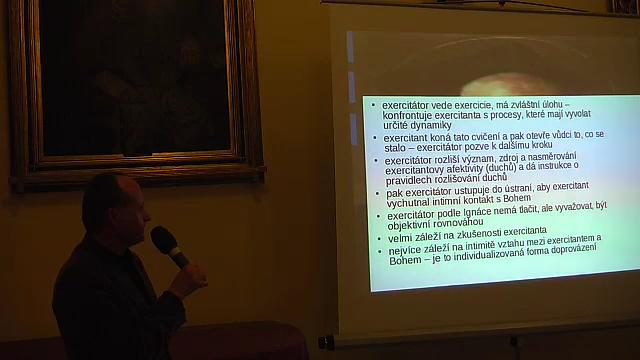 • exercitátor vede exercicie, má zvláštní úlohu –
konfrontuje exercitanta s procesy, které mají vyvolat
určité dynamiky
• exercitant koná tato cvičení a pak otevře vůdci to, co se
stalo – exercitátor pozve k dalšímu kroku
• exercitátor rozliší význam, zdroj a nasměrování
exercitantovy afektivity (duchů) a dá instrukce o
pravidlech rozlišování duchů
• pak exercitátor ustupuje do ústraní, aby exercitant
vychutnal intimní kontakt s Bohem
• exercitátor podle Ignáce nemá tlačit, ale vyvažovat, být
objektivní rovnováhou
• velmi záleží na zkušenosti exercitanta
• nejvíce záleží na intimitě vztahu mezi exercitantem a
Bohem – je to individualizovaná forma doprovázení